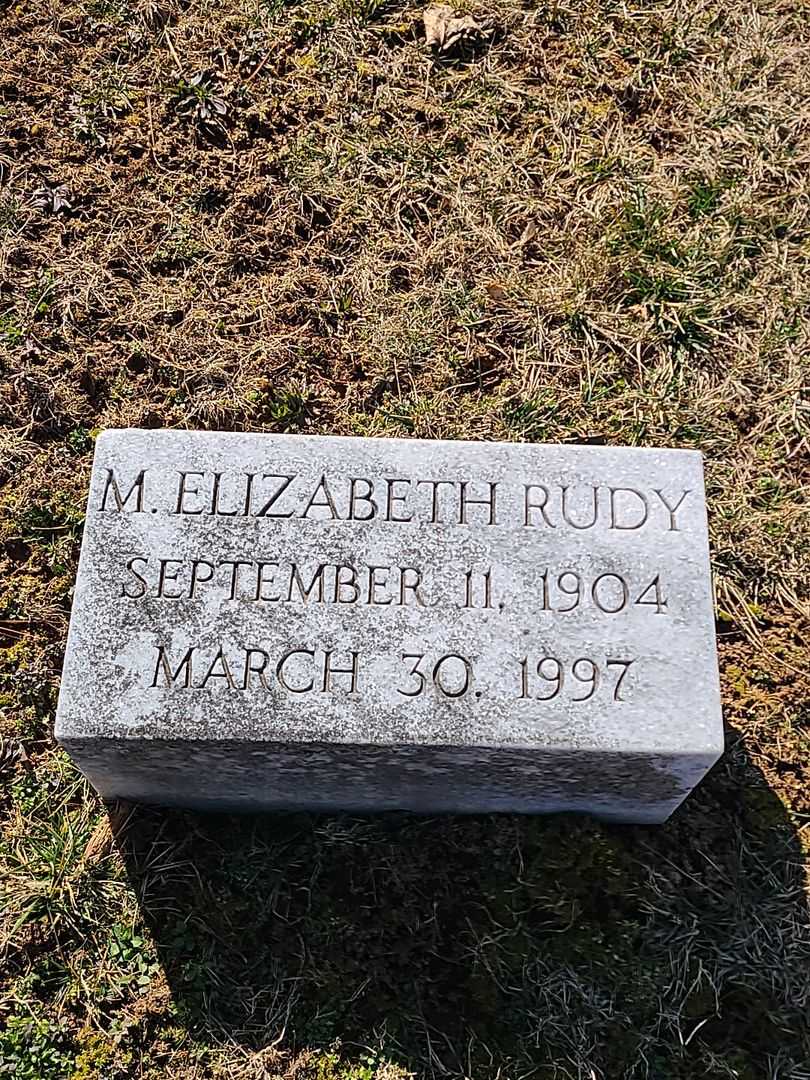 M. ELIZABETH RUDY
SEPTEMBER 11, 1904
MARCH 30, 1997